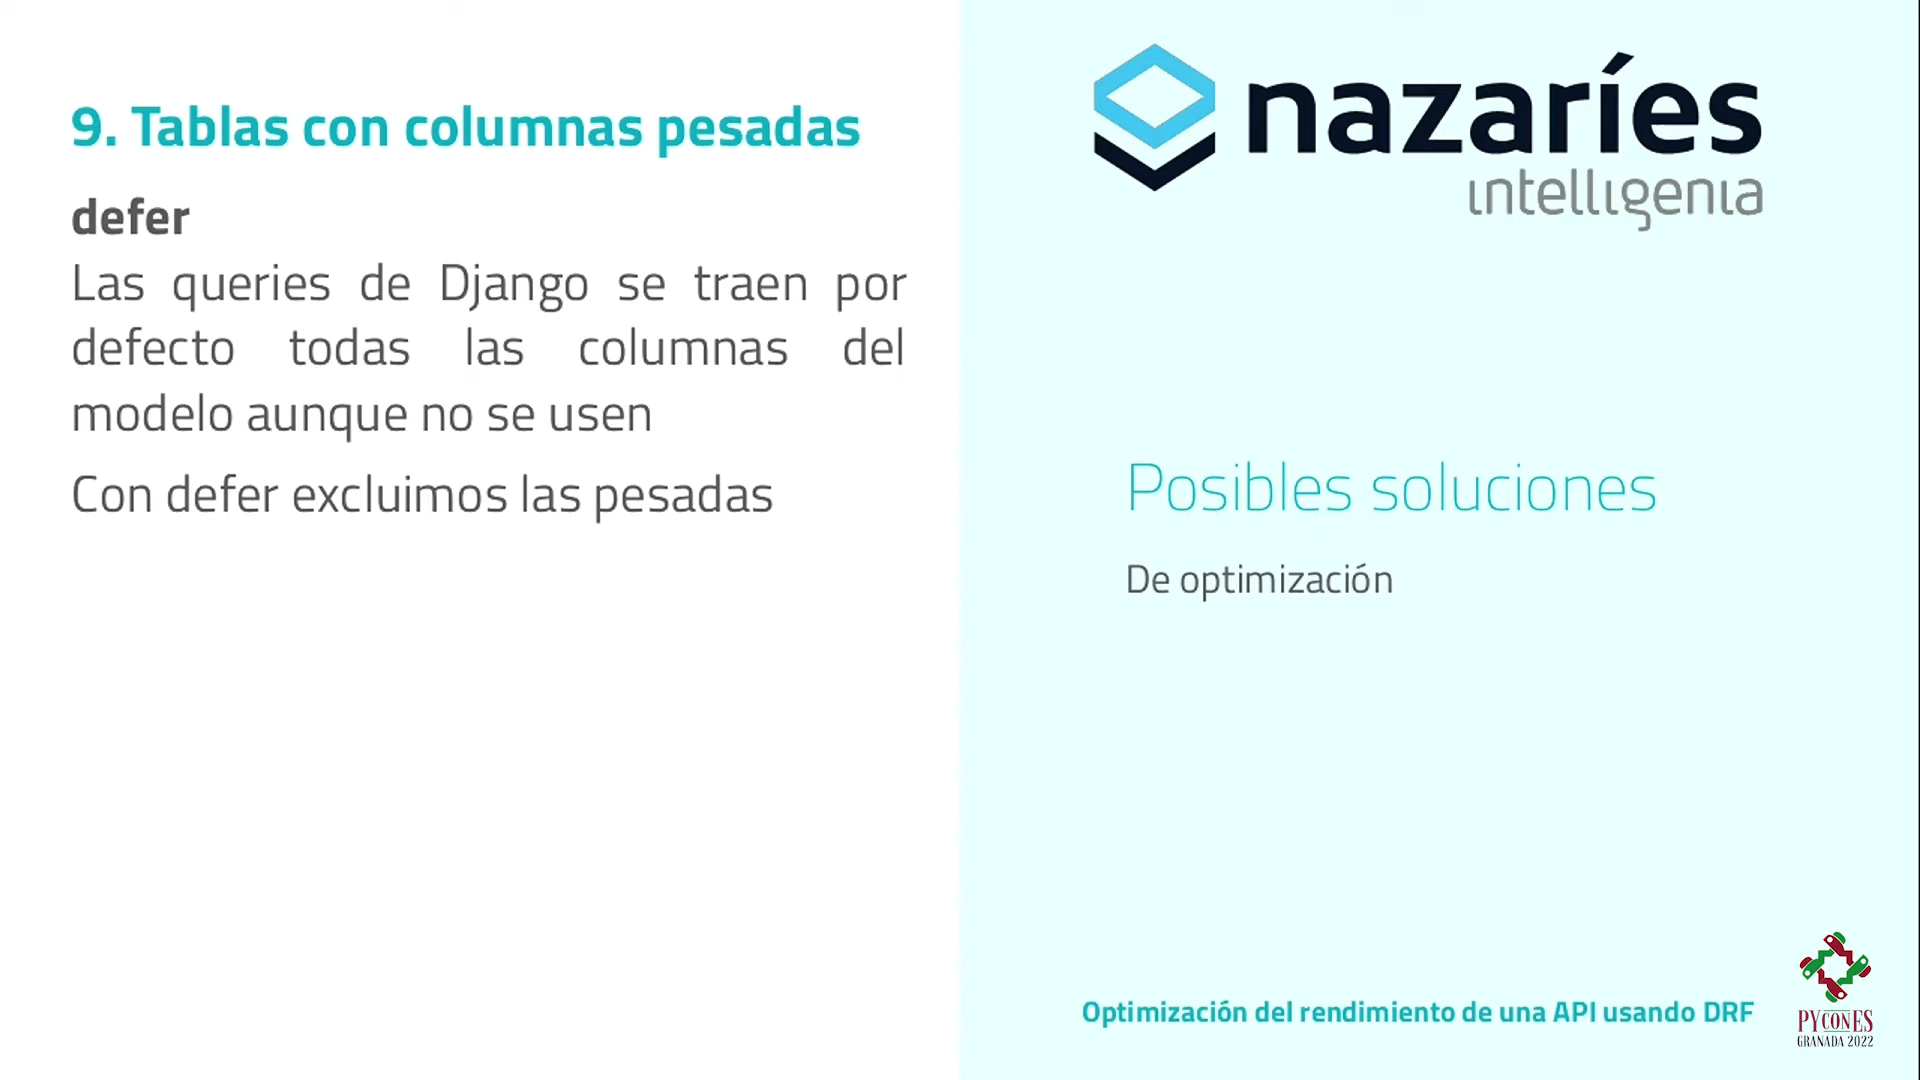 9. Tablas con columnas pesadas
defer
Las queries de Django se traen por
defecto todas las columnas del
modelo aunque no se usen
Con defer excluimos las pesadas
nazaríes
intelligenia
Posibles soluciones
De optimización
Optimización del rendimiento de una API usando DRF
PYCONES
GRANADA 2022